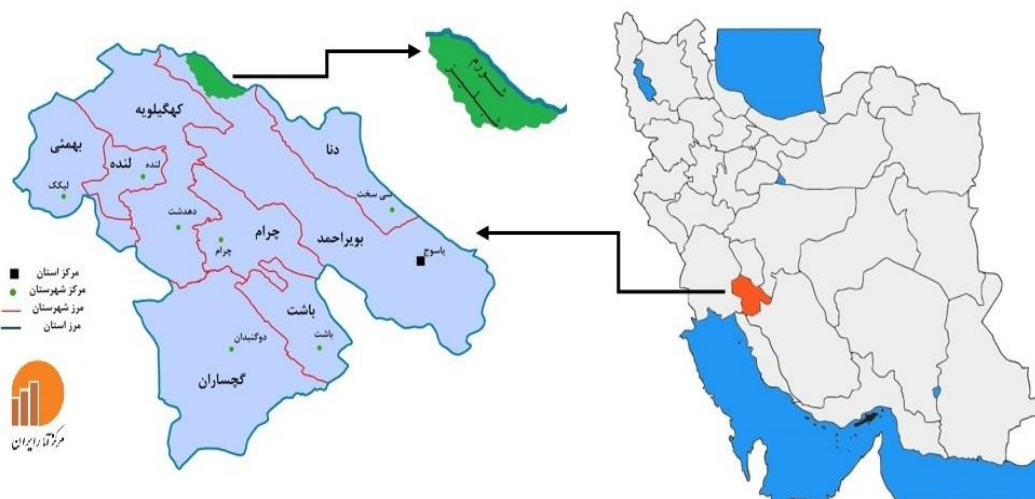 کهگیلویه
بهمئی
لنده
لنده
لیکک
دنا
سی سخت
دهدشت
چرام
چرام
بویراحمد
یاسوج
باشت
باشت
دوگنبدان
گچساران
مرکز استان
مرکز شهرستان
مرز شهرستان
مرز استان
مرکز آمار ایران